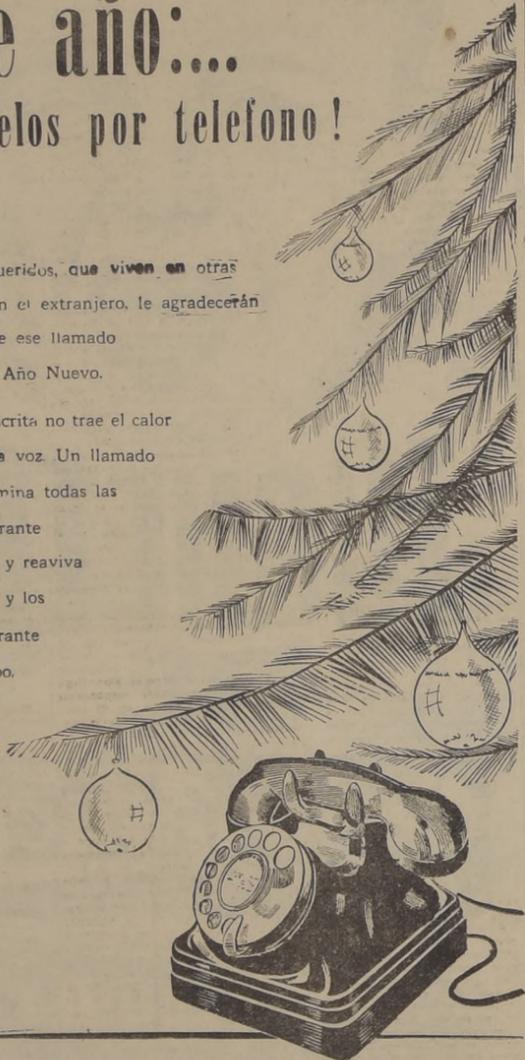 e año:....
elos por telefono!
ueridos, que viven en otras
n el extranjero, le agradecerán
e ese llamado
Año Nuevo.
crita no trae el calor
a voz. Un llamado
mina todas las
rante
y reaviva
y los
rante
po.